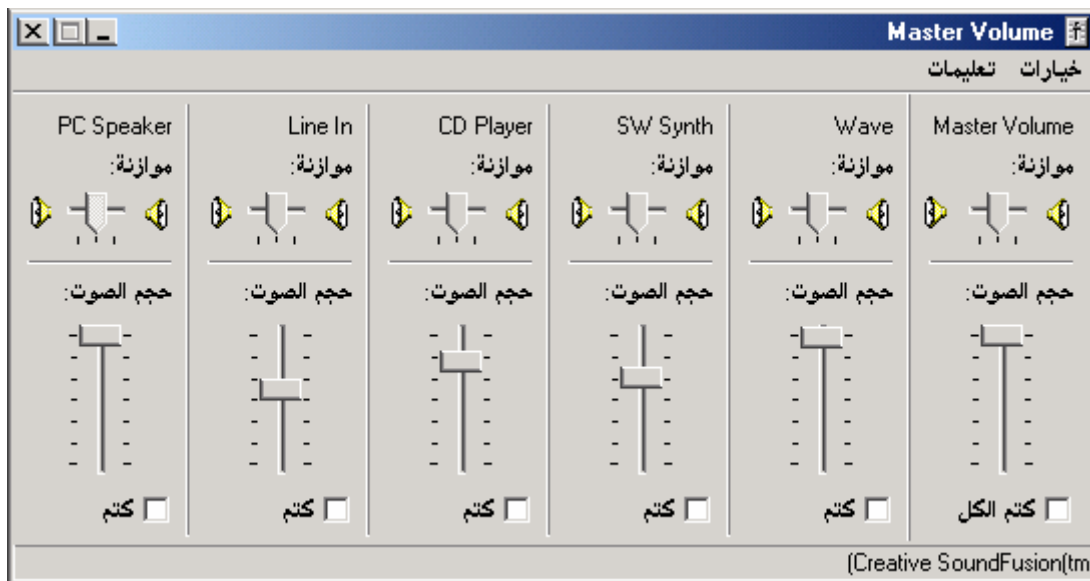 Master Volume
خيارات تعليمات
Master Volume
موازنة:
حجم الصوت:
كتم الكل
Wave
موازنة:
حجم الصوت:
كتم
SW Synth
موازنة:
حجم الصوت:
كتم
CD Player
موازنة:
حجم الصوت:
كتم
Line In
موازنة:
حجم الصوت:
كتم
PC Speaker
موازنة:
حجم الصوت:
كتم
(Creative SoundFusion(tm